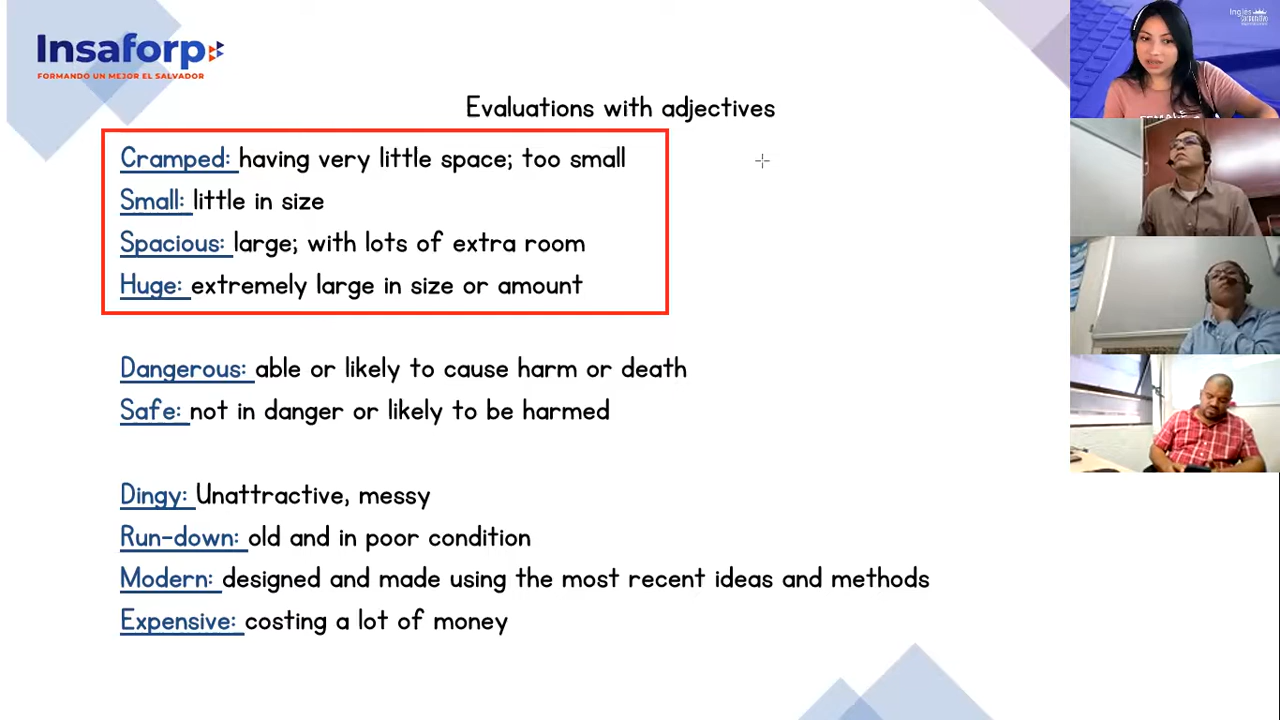 Insaforp
FORMANDO UN MEJOR EL SALVADOR
Evaluations with adjectives
Cramped: having very little space; too small
Small: little in size
Spacious: large; with lots of extra room
Huge: extremely large in size or amount
Dangerous: able or likely to cause harm or death
Safe: not in danger or likely to be harmed
Dingy: Unattractive, messy
Run-down: old and in poor condition
Modern: designed and made using the most recent ideas and methods
Expensive: costing a lot of money
Inglés